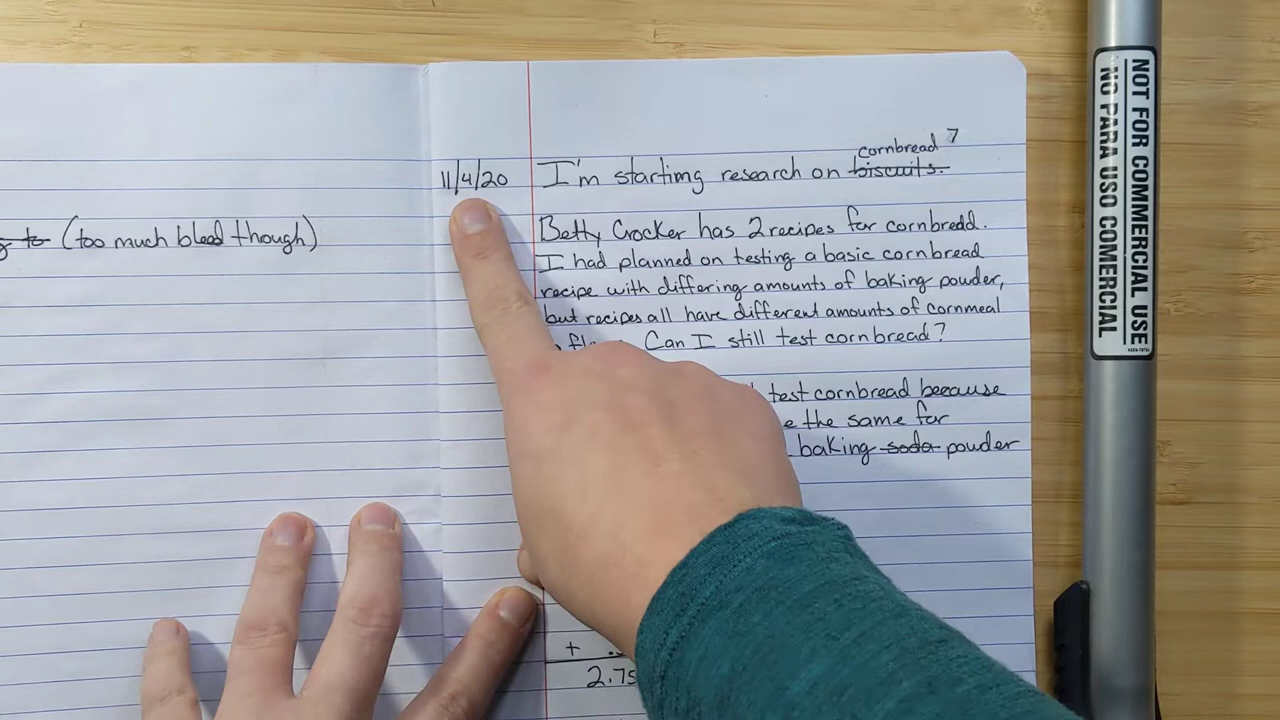 to (too much bleed though)
cornbread 7
11/4/20 I'm starting research on biscuits.
Betty Crocker has 2 recipes for cornbread.
I had planned on testing a basic cornbread
recipe with differing amounts of baking powder,
but recipes all have different amounts of cornmeal
Can I still test cornbread?
test cornbread because
the same for
baking soda powder
+
2.75
NOT FOR COMMERCIAL USE
NO PARA USO COMERCIAL